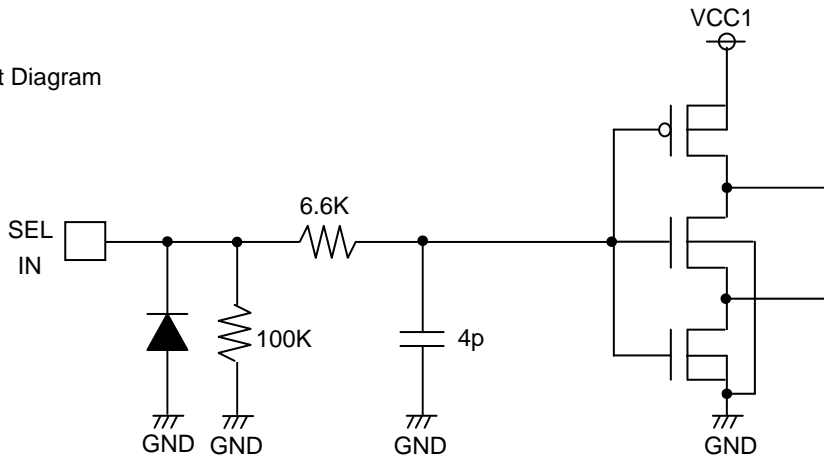 VCC1
t Diagram
6.6K
SEL
IN
100K
4p
GND
GND
GND
GND